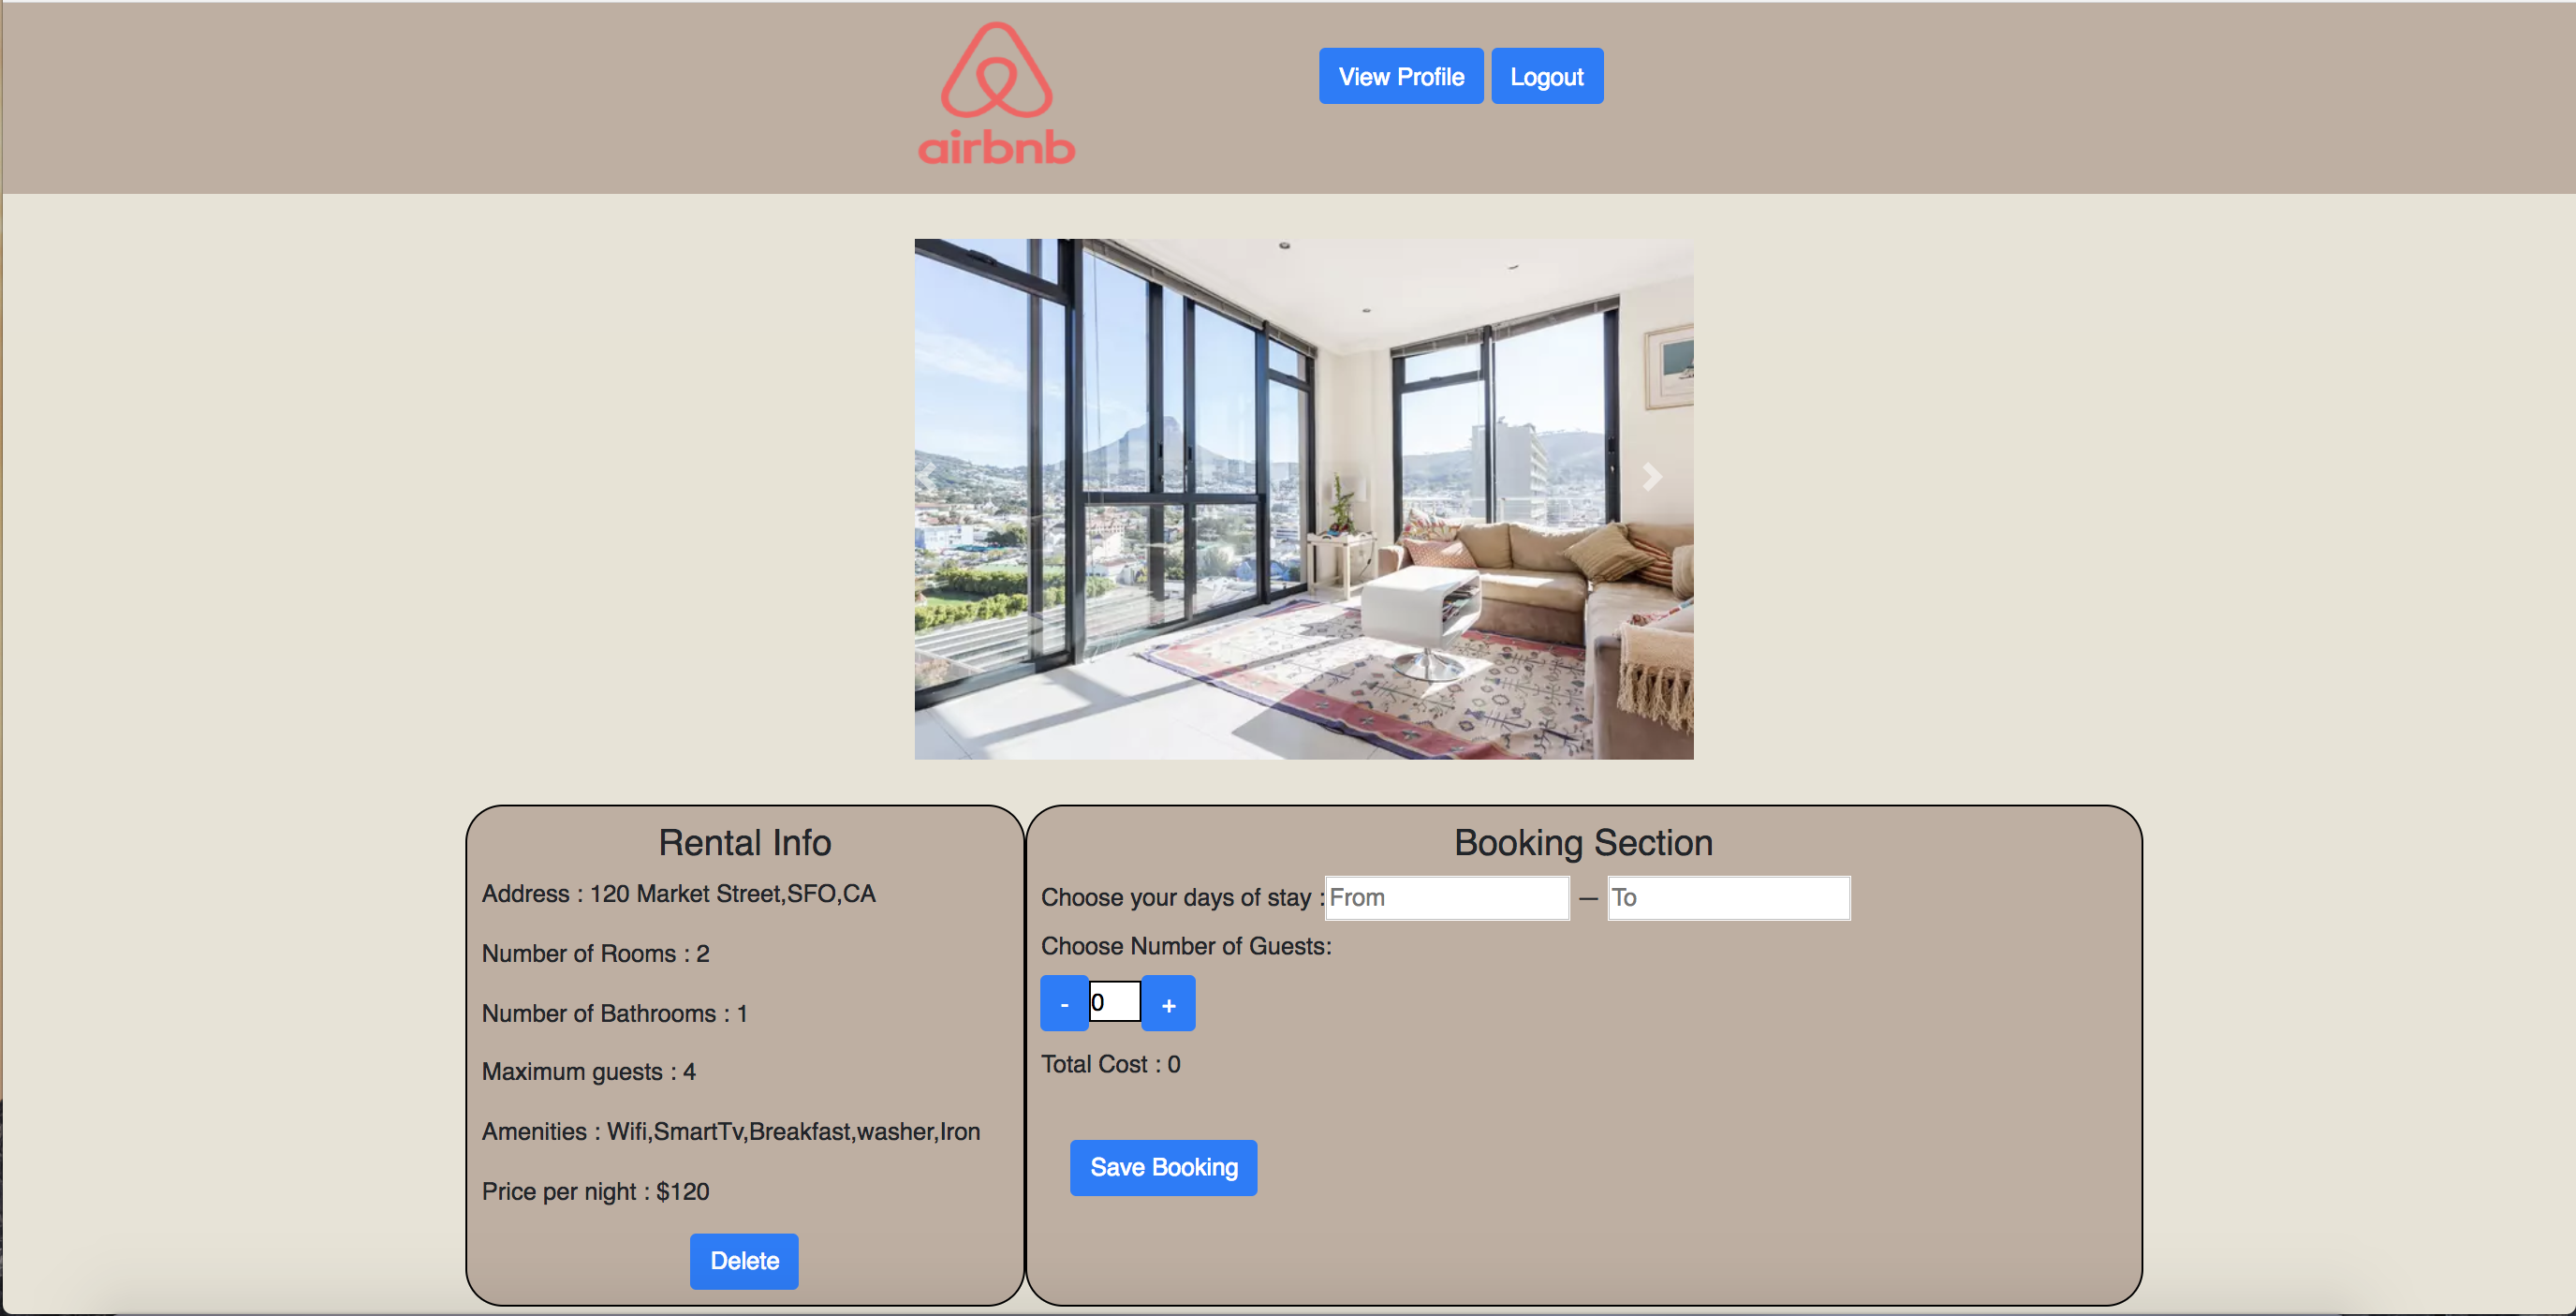 airbnb
View Profile Logout
Rental Info
Address : 120 Market Street,SFO,CA
Number of Rooms : 2
Number of Bathrooms : 1
Maximum guests : 4
Amenities : Wifi,SmartTv,Breakfast,washer,Iron
Price per night : $120
Delete
Booking Section
Choose your days of stay : From — To
Choose Number of Guests:
- 0 +
Total Cost : 0
Save Booking